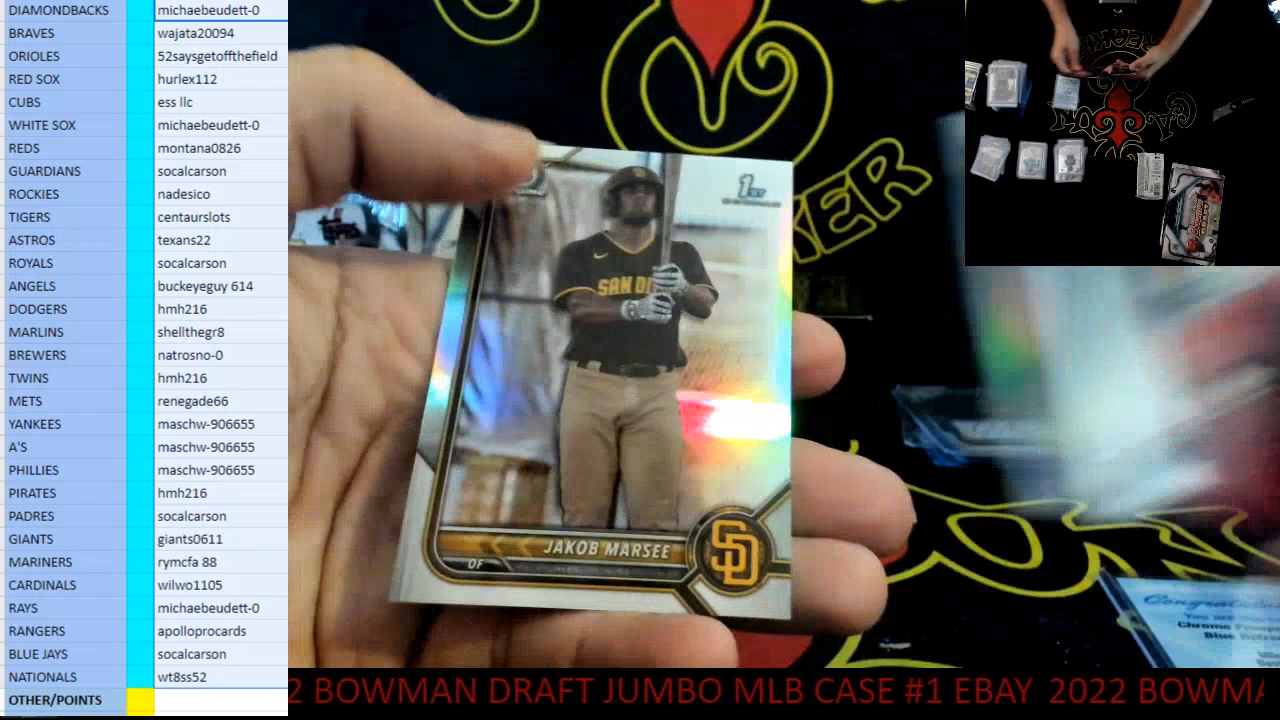 DIAMONDBACKS michaebeudett-0
BRAVES wajata20094
ORIOLES 52saysgetoffthefield
RED SOX hurlex112
CUBS ess llc
WHITE SOX michaebeudett-0
REDS montana0826
GUARDIANS socalcarson
ROCKIES nadesico
TIGERS centaurslots
ASTROS texans22
ROYALS socalcarson
ANGELS buckeyeguy 614
DODGERS hmh216
MARLINS shellthegr8
BREWERS natrosno-0
TWINS hmh216
METS renegade66
YANKEES maschw-906655
A'S maschw-906655
PHILLIES maschw-906655
PIRATES hmh216
PADRES socalcarson
GIANTS giants0611
MARINERS rymcfa 88
CARDINALS wilwo1105
RAYS michaebeudett-0
RANGERS apolloprocards
BLUE JAYS socalcarson
NATIONALS wt8ss52
OTHER/POINTS
1ST
SAN DI
JAKOB MARSEE
OF
SD
KER
Chrome
Blue
2 BOWMAN DRAFT JUMBO MLB CASE #1 EBAY 2022 BOWMA